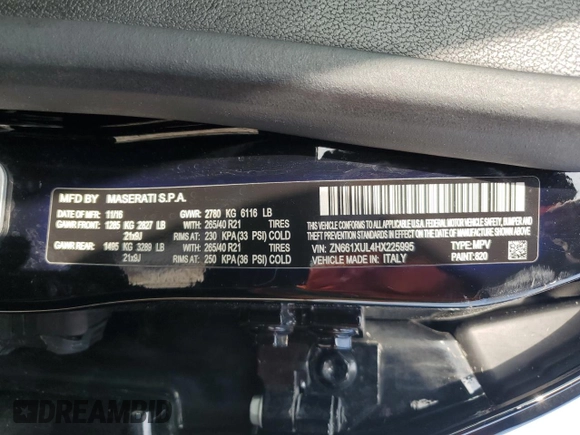 MFD BY MASERATI S.P.A.
DATE OF MFR: 11/16 GVWR: 2780 KG 6116 LB
GAWR FRONT: 1285 KG 2827 LB WITH: 265/40 R21 TIRES
21x9J RIMS AT: 230 KPA (33 PSI) COLD
GAWR REAR: 1495 KG 3289 LB WITH: 265/40 R21 TIRES
21x9J RIMS AT: 250 KPA (36 PSI) COLD
THIS VEHICLE CONFORMS TO ALL APPLICABLE FEDERAL MOTOR VEHICLE SAFETY, BUMPER,
AND THEFT PREVENTION STANDARDS IN EFFECT ON THE DATE OF MANUFACTURE SHOWN ABOVE.
VIN: ZN661XUL4HX225995 TYPE: MPV
VEHICLE MADE IN: ITALY PAINT: 820
DREAMBID